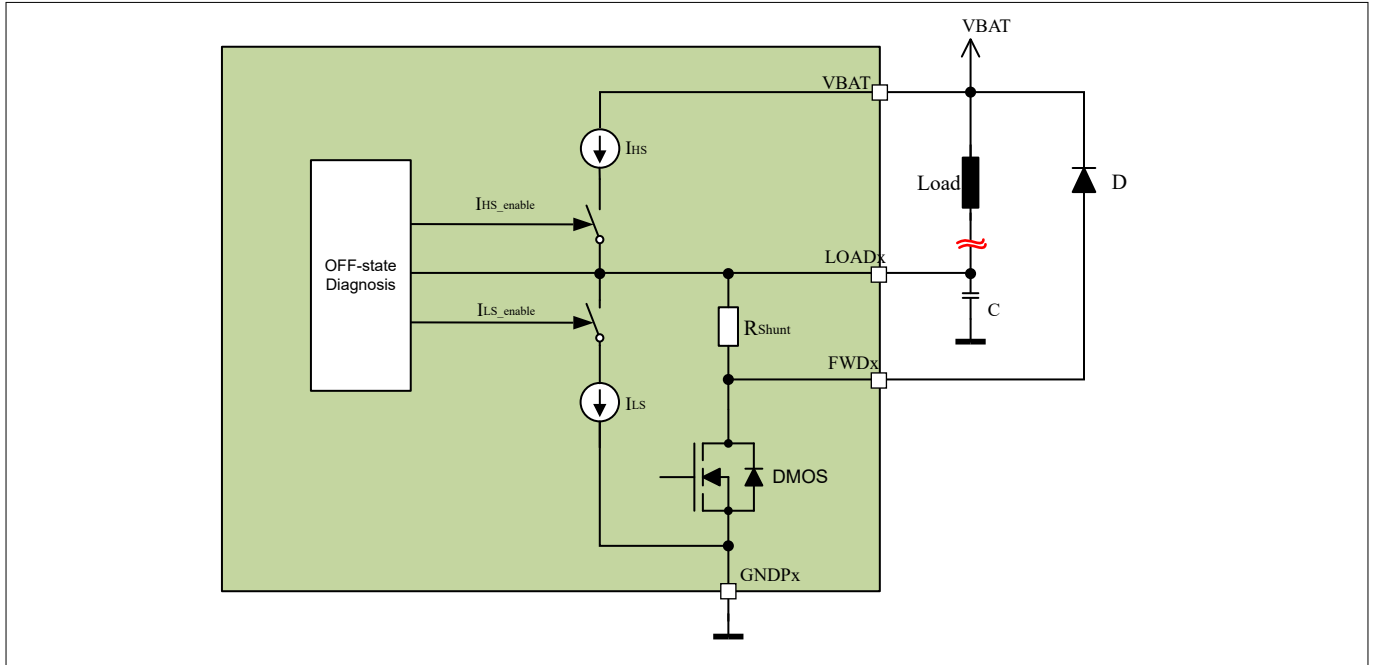 VBAT
VBAT
IHS
Load
D
IHS_enable
LOADx
OFF-state
Diagnosis
ILS_enable
C
RShunt
FWDx
ILS
DMOS
GNDPx